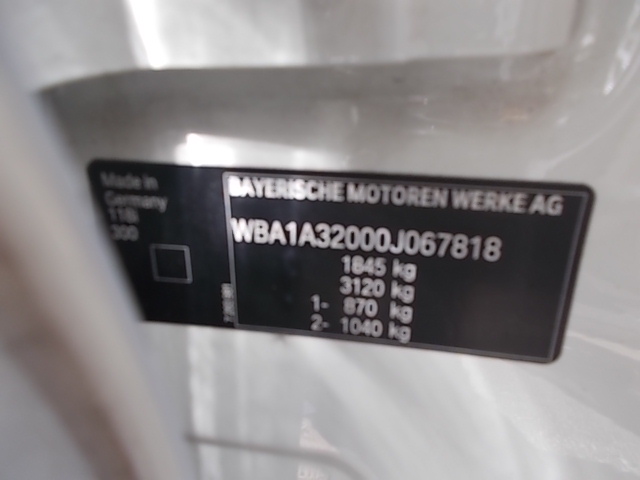 Made in
Germany
118i
300
BAYERISCHE MOTOREN WERKE AG
WBA1A32000J067818
1845 kg
3120 kg
1- 870 kg
2- 1040 kg